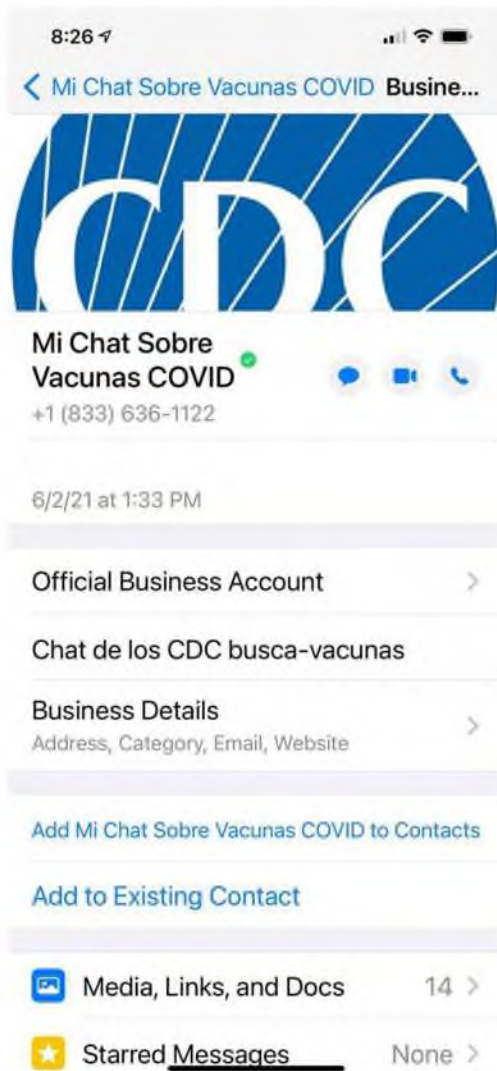 8:26
Mi Chat Sobre Vacunas COVID Busine...
CDC
Mi Chat Sobre
Vacunas COVID
+1 (833) 636-1122
6/2/21 at 1:33 PM
Official Business Account
Chat de los CDC busca-vacunas
Business Details
Address, Category, Email, Website
Add Mi Chat Sobre Vacunas COVID to Contacts
Add to Existing Contact
Media, Links, and Docs 14
Starred Messages None